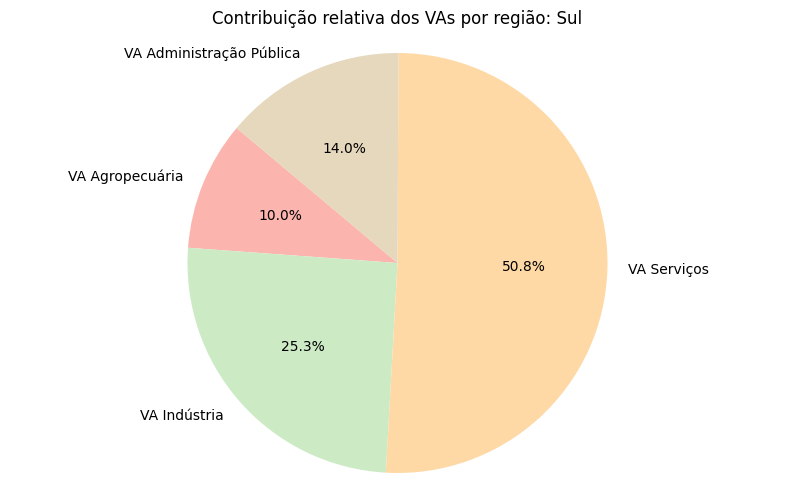 Contribuição relativa dos VAs por região: Sul
VA Administração Pública
14.0%
VA Agropecuária
10.0%
50.8%
VA Serviços
25.3%
VA Indústria